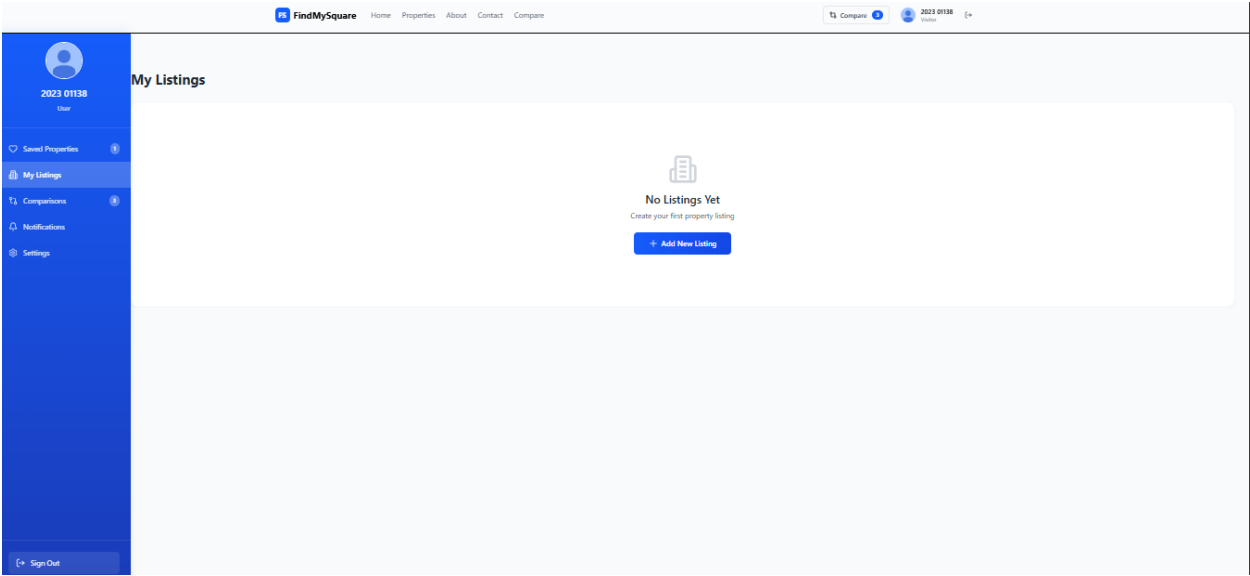 FS FindMySquare Home Properties About Contact Compare Compare 3 2023 01138
Visitor
2023 01138
User
Saved Properties 1
My Listings
Comparisons 3
Notifications
Settings
Sign Out
My Listings
No Listings Yet
Create your first property listing
+ Add New Listing